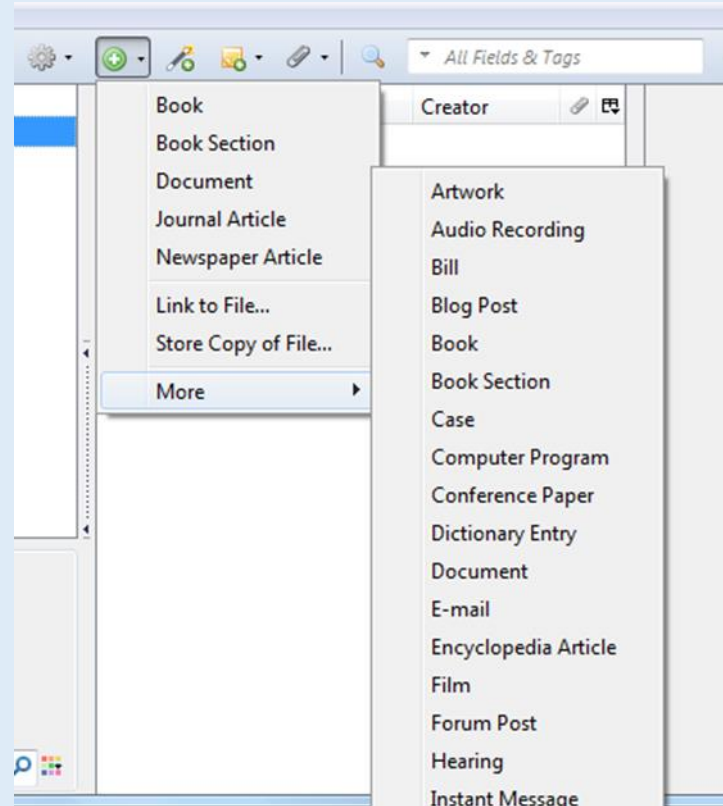 All Fields & Tags
Creator
Book
Book Section
Document
Journal Article
Newspaper Article
Link to File...
Store Copy of File...
More
Artwork
Audio Recording
Bill
Blog Post
Book
Book Section
Case
Computer Program
Conference Paper
Dictionary Entry
Document
E-mail
Encyclopedia Article
Film
Forum Post
Hearing
Instant Message